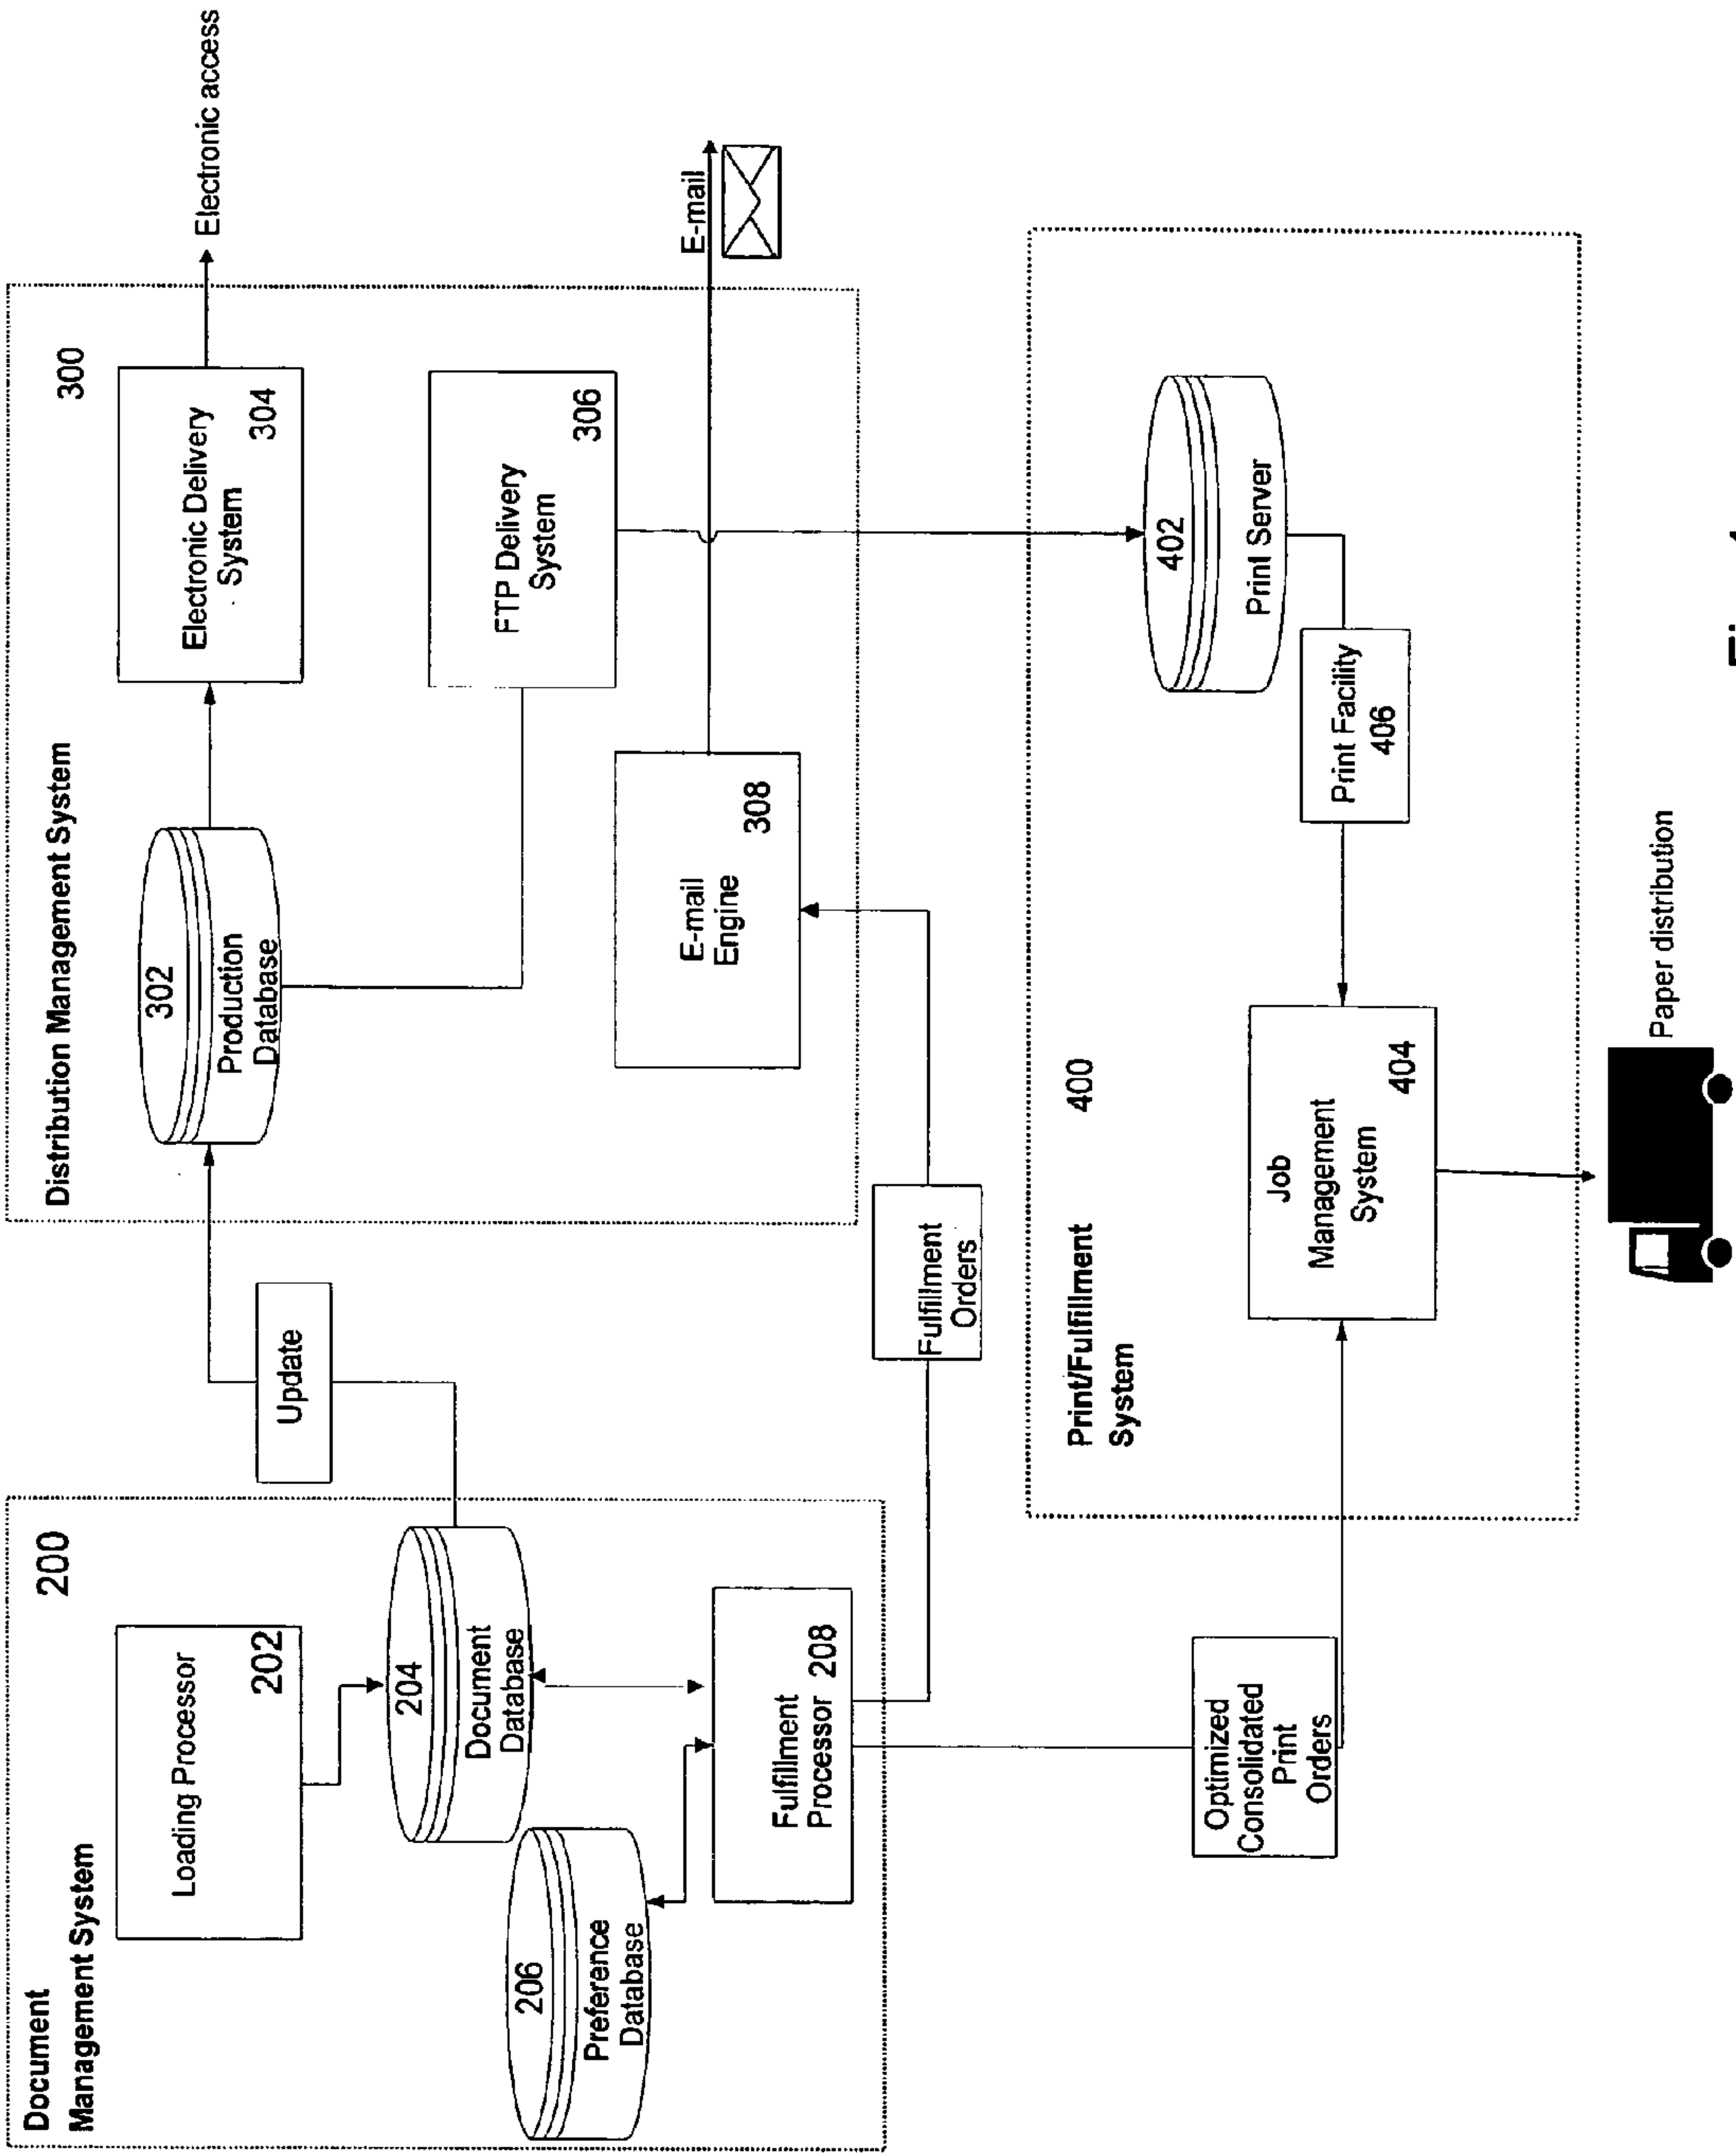 Document
Management System
200
Loading Processor
202
204
Document
Database
206
Preference
Database
Fulfillment
Processor 208
Update
Distribution Management System
300
302
Production
Database
Electronic Delivery
System
304
Electronic access
FTP Delivery
System
306
E-mail
Engine
308
E-mail
Fulfillment
Orders
Optimized
Consolidated
Print
Orders
Print/Fulfillment
System
400
402
Print Server
Print Facility
406
Job
Management
System
404
Paper distribution